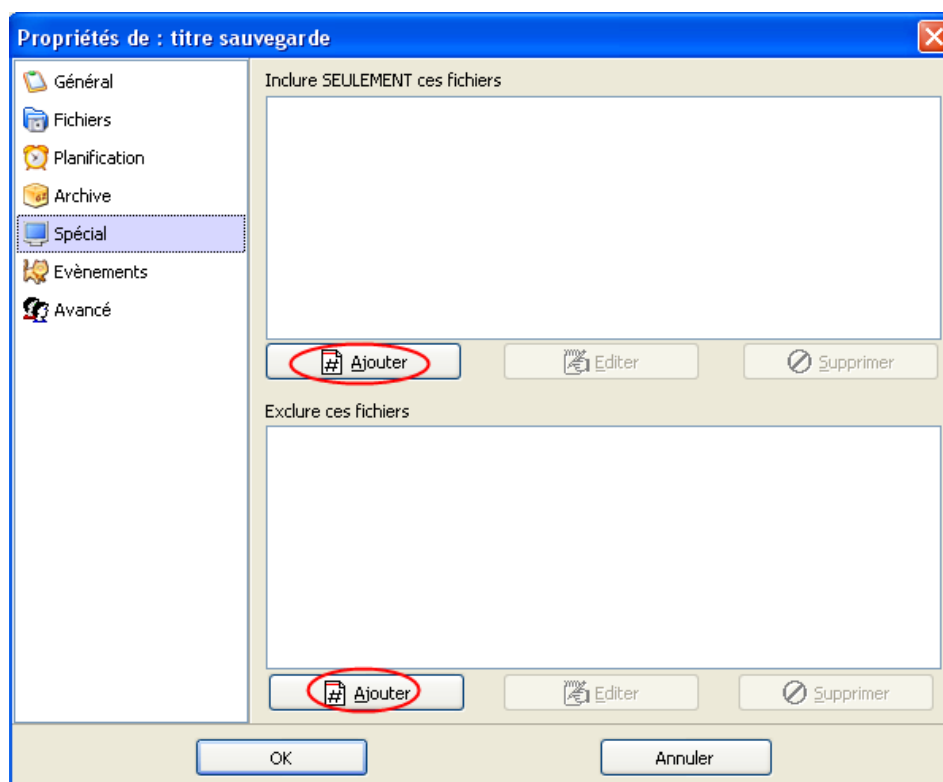 Propriétés de : titre sauvegarde
Général
Fichiers
Planification
Archive
Spécial
Evènements
Avancé
Inclure SEULEMENT ces fichiers
Ajouter
Editer
Supprimer
Exclure ces fichiers
Ajouter
Editer
Supprimer
OK
Annuler